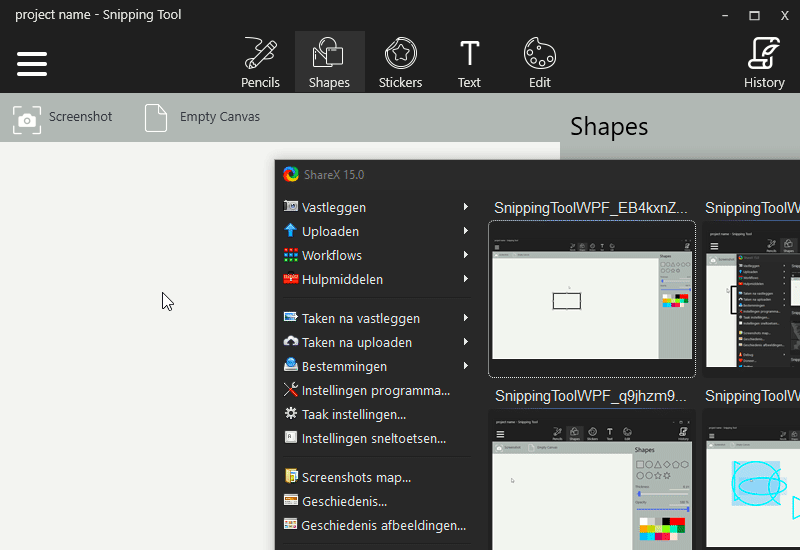 project name - Snipping Tool
Pencils
Shapes
Stickers
Text
Edit
History
Screenshot
Empty Canvas
Shapes
ShareX 15.0
Vastleggen
Uploaden
Workflows
Hulpmiddelen
Taken na vastleggen
Taken na uploaden
Bestemmingen
Instellingen programma...
Taak instellingen...
Instellingen sneltoetsen...
Screenshots map...
Geschiedenis...
Geschiedenis afbeeldingen...
SnippingToolWPF_EB4kxnZ...
SnippingToolW
SnippingToolWPF_q9jhzm9...
SnippingToolW
Shapes